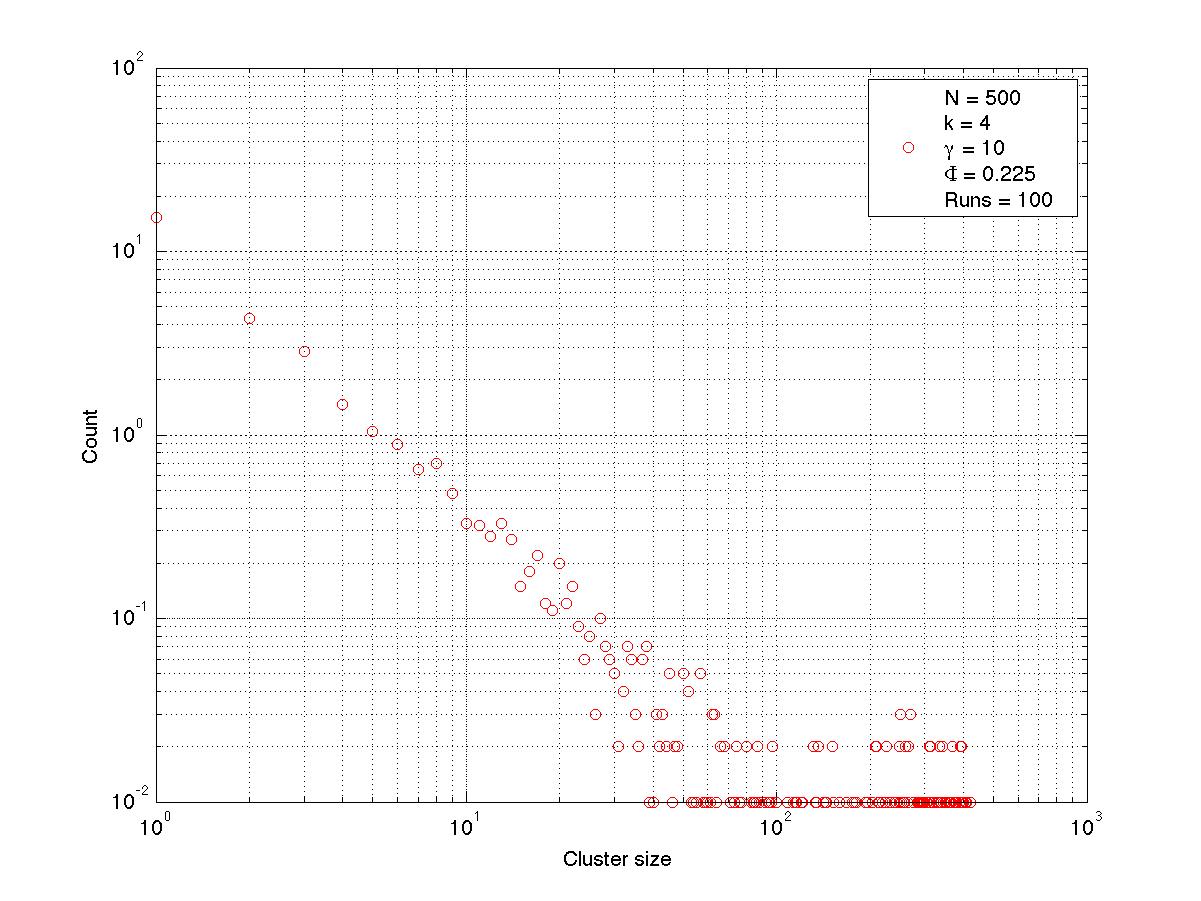 10^2
10^1
10^0
10^-1
10^-2
Count
N = 500
k = 4
γ = 10
Φ = 0.225
Runs = 100
10^0 10^1 10^2 10^3
Cluster size